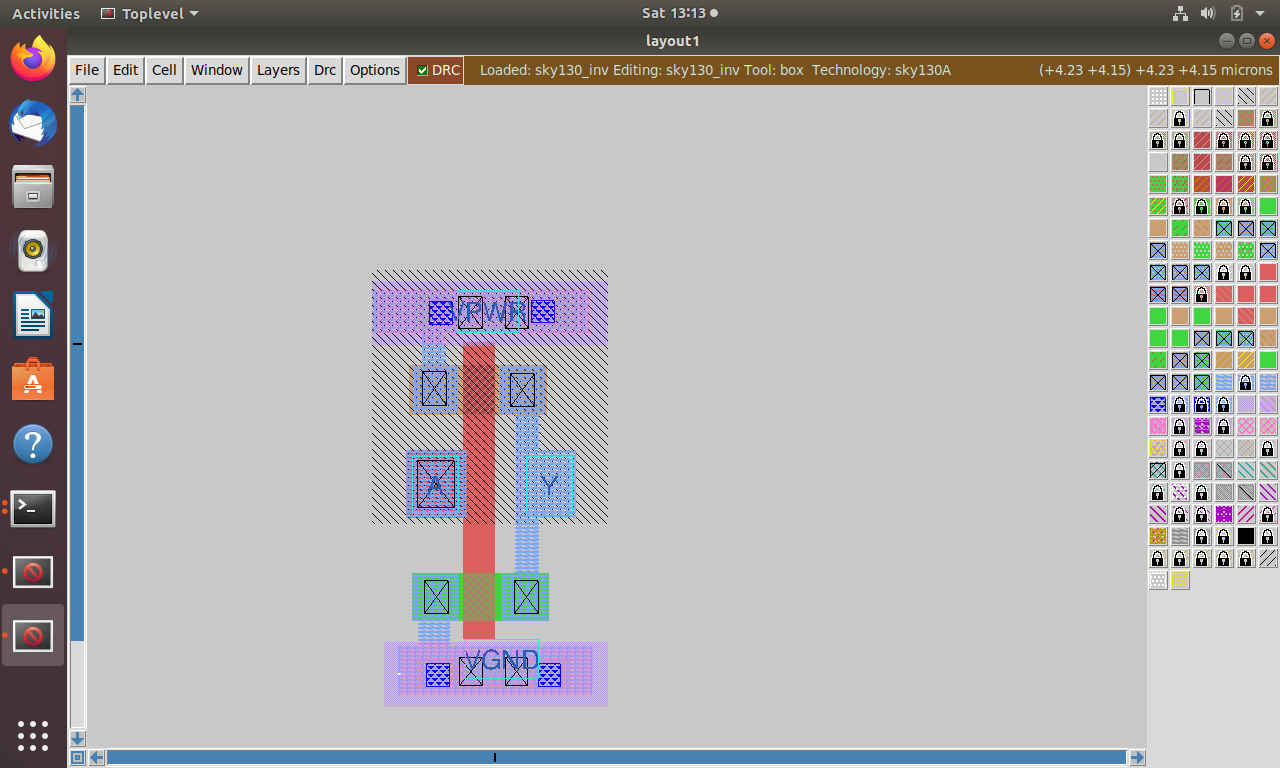 Activities Toplevel Sat 13:13
layout1
File Edit Cell Window Layers Drc Options DRC Loaded: sky130_inv Editing: sky130_inv Tool: box Technology: sky130A (+4.23 +4.15) +4.23 +4.15 microns
VPWR
A Y
VGND